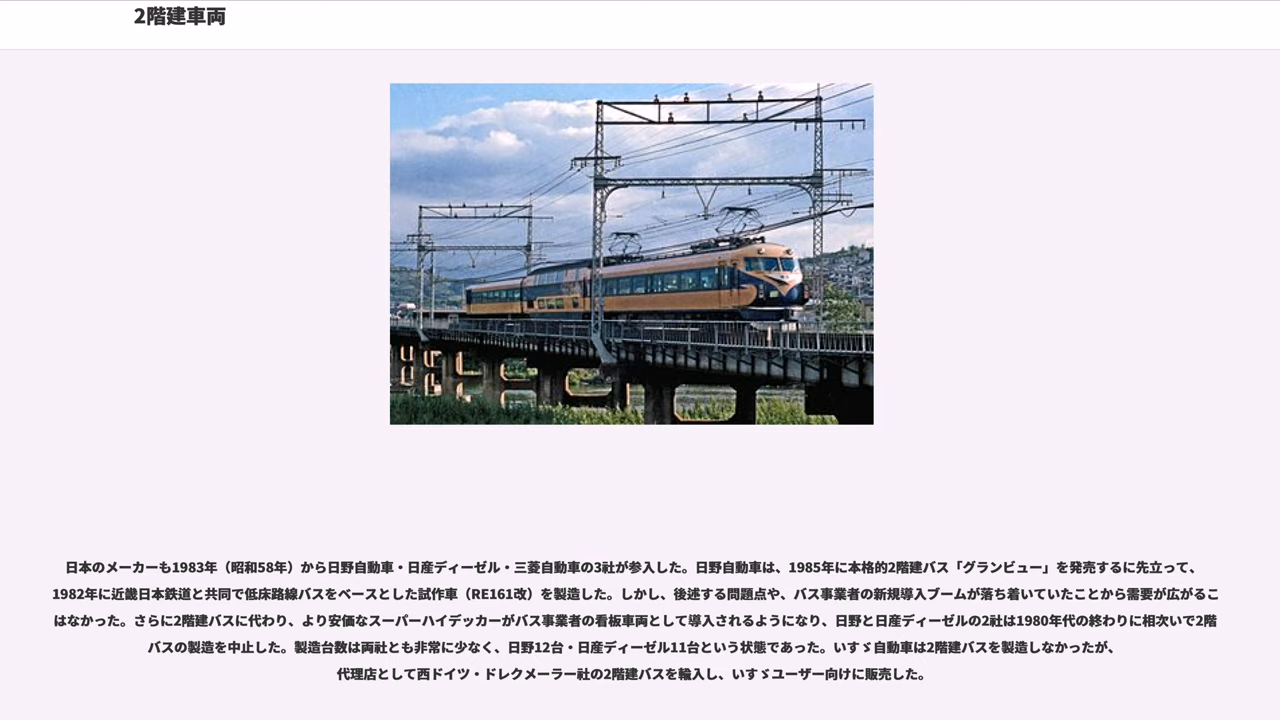 2階建車両
日本のメーカーも1983年（昭和58年）から日野自動車・日産ディーゼル・三菱自動車の3社が参入した。日野自動車は、1985年に本格的2階建バス「グランビュー」を発売するに先立って、
1982年に近畿日本鉄道と共同で低床路線バスをベースとした試作車（RE161改）を製造した。しかし、後述する問題点や、バス事業者の新規導入ブームが落ち着いていたことから需要が広がるこ
はなかった。さらに2階建バスに代わり、より安価なスーパーハイデッカーがバス事業者の看板車両として導入されるようになり、日野と日産ディーゼルの2社は1980年代の終わりに相次いで2階
バスの製造を中止した。製造台数は両社とも非常に少なく、日野12台・日産ディーゼル11台という状態であった。いすゞ自動車は2階建バスを製造しなかったが、
代理店として西ドイツ・ドレクメーラー社の2階建バスを輸入し、いすゞユーザー向けに販売した。